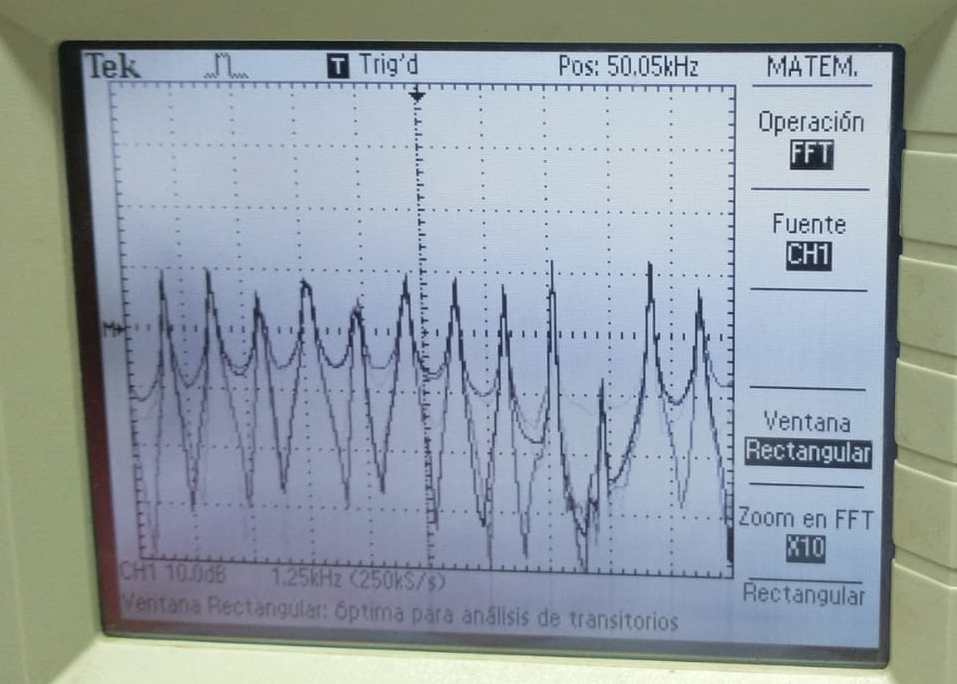 Tek T Trig'd Pos: 50.05kHz MATEM.
Operación
FFT
Fuente
CH1
M
Ventana
Rectangular
Zoom en FFT
X10
CH1 10.0dB 1.25kHz (250kS/s)
Rectangular
Ventana Rectangular: óptima para análisis de transitorios